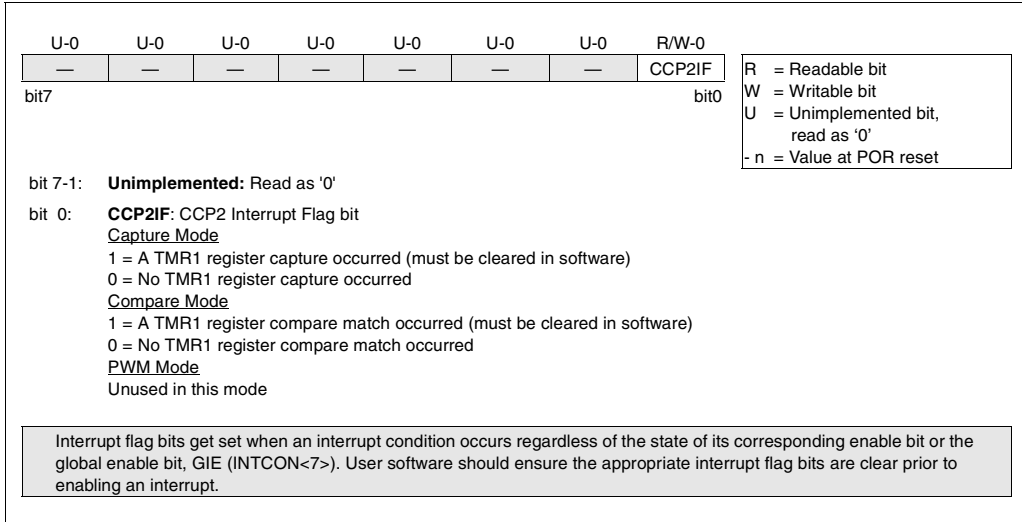 U-0 U-0 U-0 U-0 U-0 U-0 U-0 R/W-0
— — — — — — — CCP2IF
bit7 bit0
R = Readable bit
W = Writable bit
U = Unimplemented bit,
read as ‘0’
- n = Value at POR reset
bit 7-1: Unimplemented: Read as '0'
bit 0: CCP2IF: CCP2 Interrupt Flag bit
Capture Mode
1 = A TMR1 register capture occurred (must be cleared in software)
0 = No TMR1 register capture occurred
Compare Mode
1 = A TMR1 register compare match occurred (must be cleared in software)
0 = No TMR1 register compare match occurred
PWM Mode
Unused in this mode
Interrupt flag bits get set when an interrupt condition occurs regardless of the state of its corresponding enable bit or the
global enable bit, GIE (INTCON<7>). User software should ensure the appropriate interrupt flag bits are clear prior to
enabling an interrupt.